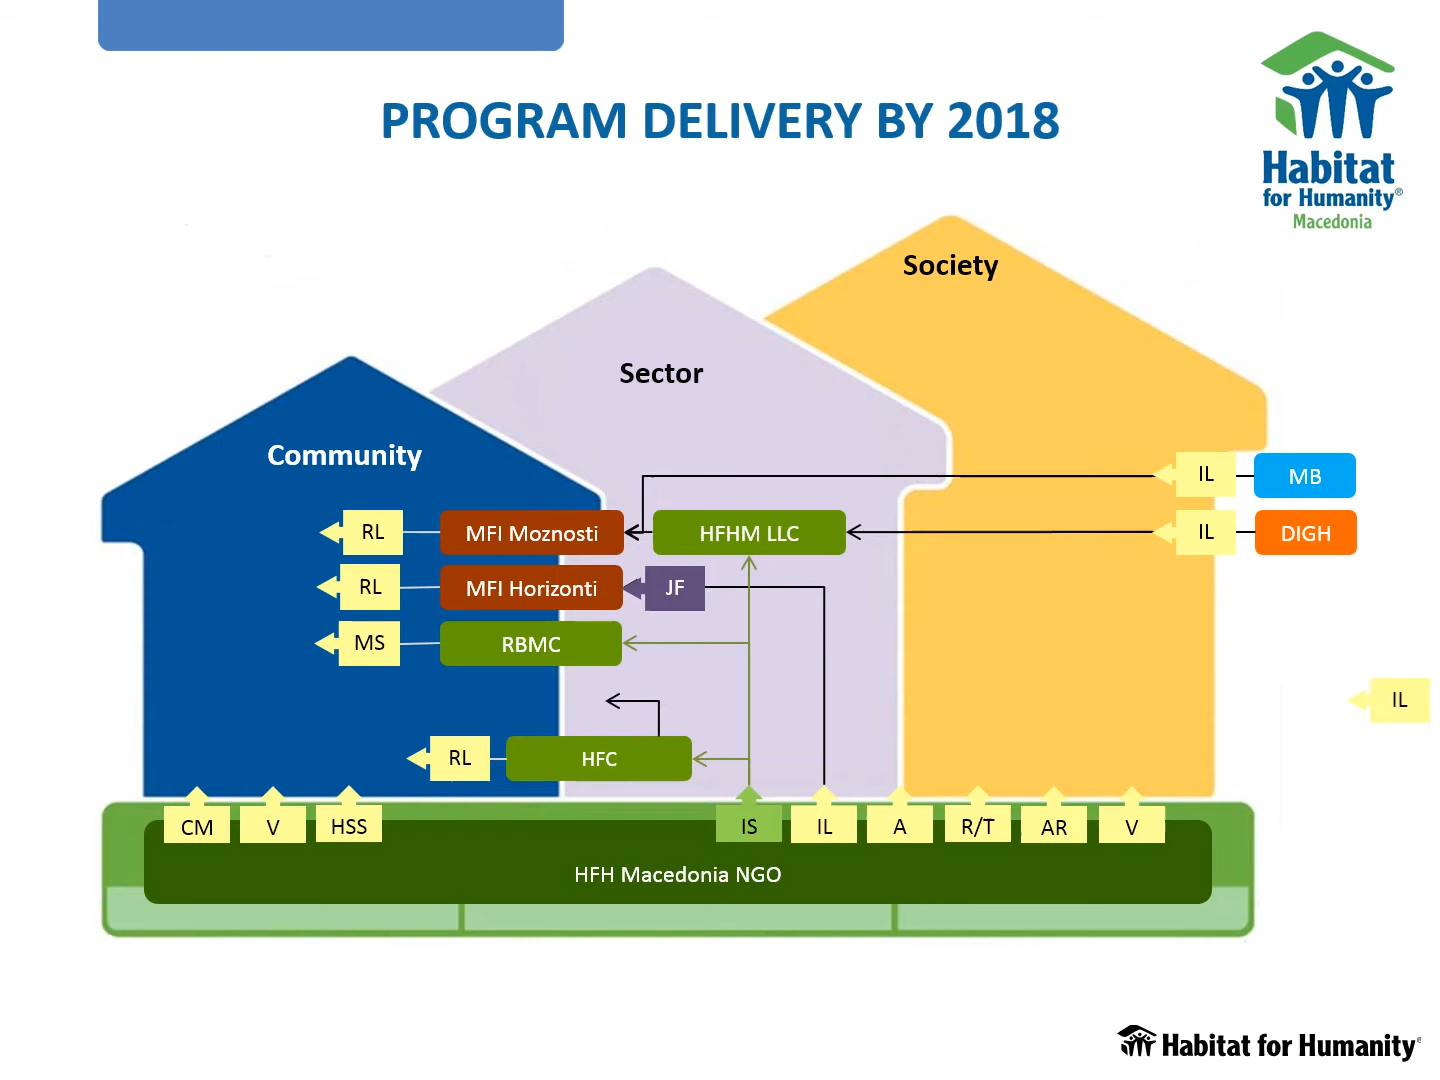 PROGRAM DELIVERY BY 2018
Habitat
for Humanity®
Macedonia
Society
Sector
Community
IL
MB
RL
MFI Moznosti
HFHM LLC
IL
DIGH
RL
MFI Horizonti
JF
MS
RBMC
IL
RL
HFC
CM
V
HSS
IS
IL
A
R/T
AR
V
HFH Macedonia NGO
Habitat for Humanity®